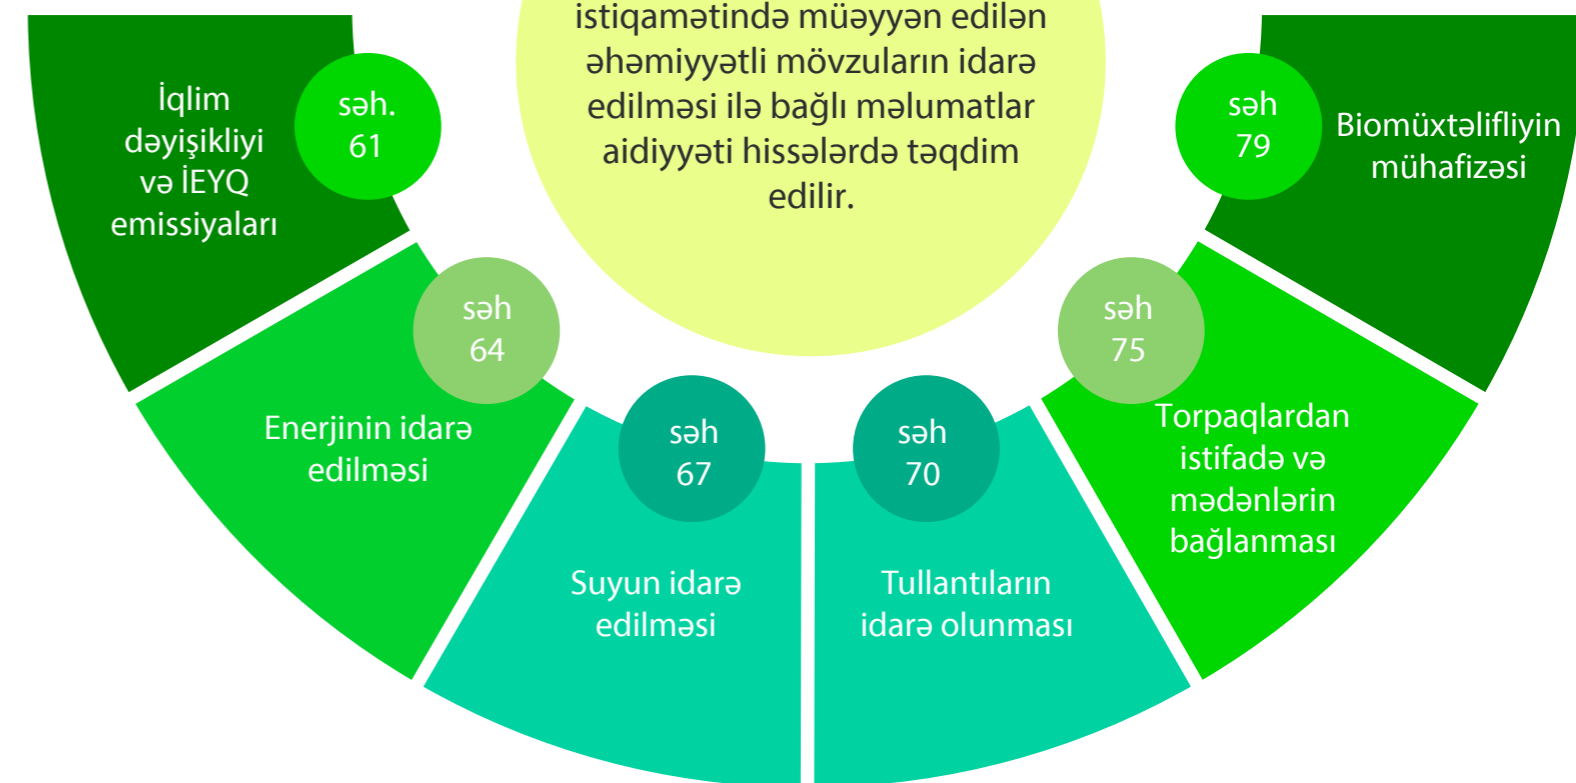 istiqamətində müəyyən edilən
əhəmiyyətli mövzuların idarə
edilməsi ilə bağlı məlumatlar
aidiyyəti hissələrdə təqdim
edilir.
İqlim
dəyişikliyi
və İEYQ
emissiyaları
səh.
61
Enerjinin idarə
edilməsi
səh
64
Suyun idarə
edilməsi
səh
67
Tullantıların
idarə olunması
səh
70
Torpaqlardan
istifadə və
mədənlərin
bağlanması
səh
75
Biomüxtəlifliyin
mühafizəsi
səh
79